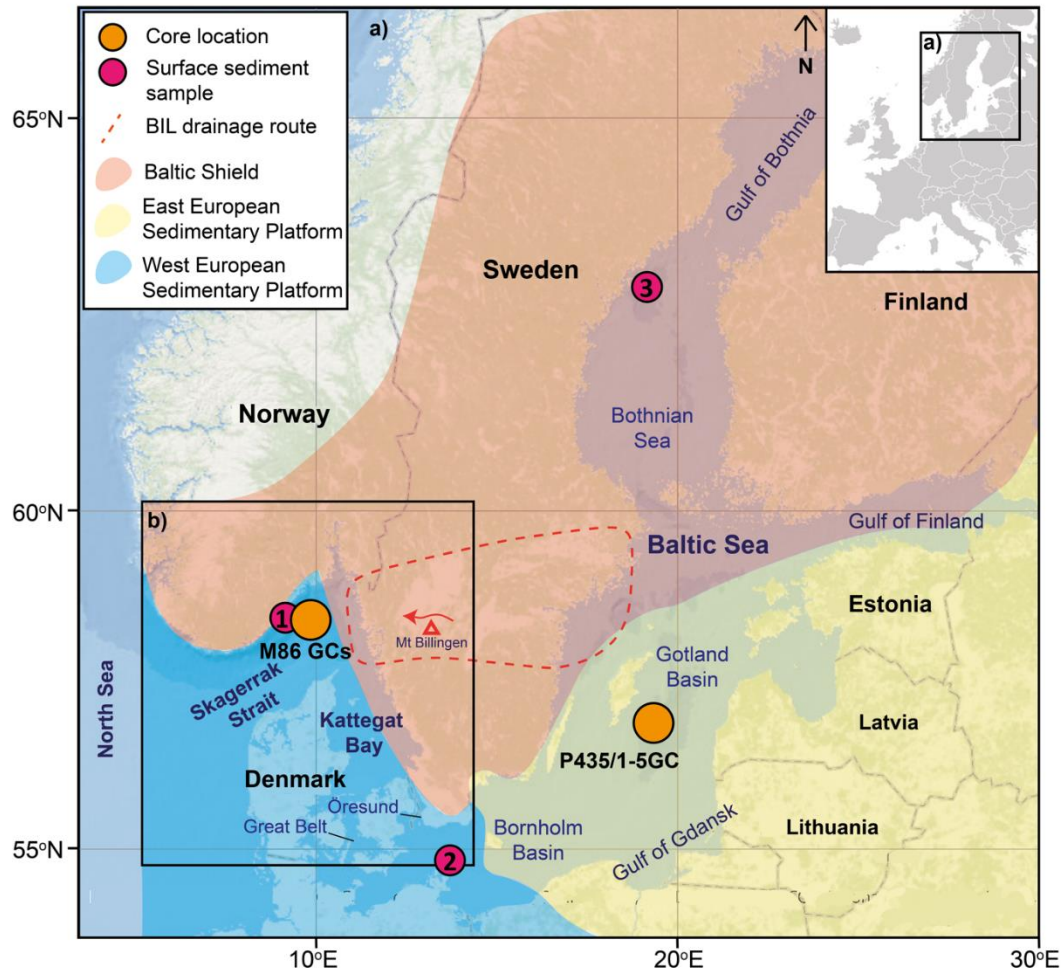 Core location
Surface sediment
sample
BIL drainage route
Baltic Shield
East European
Sedimentary Platform
West European
Sedimentary Platform
a)
N
a)
65°N
Gulf of Bothnia
Sweden
3
Finland
Norway
Bothnian
Sea
60°N
b)
Gulf of Finland
Baltic Sea
Estonia
1
Mt Billingen
M86 GCs
Gotland
Basin
Skagerrak
Strait
North Sea
Kattegat
Bay
Latvia
P435/1-5GC
Denmark
Öresund
Great Belt
Bornholm
Basin
Gulf of Gdansk
Lithuania
55°N
2
10°E
20°E
30°E